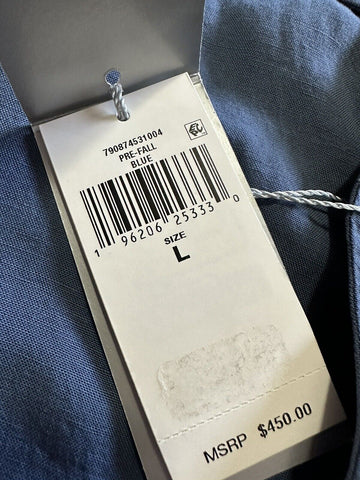 790874531004
PRE-FALL
BLUE
1 96206 25333 0
SIZE
L
MSRP $450.00